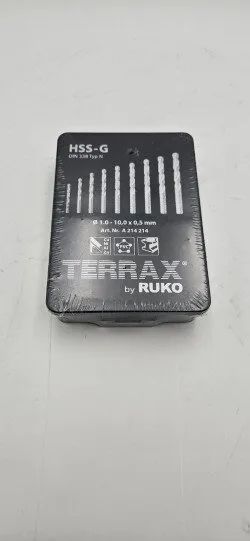 HSS-G
DIN 338 Typ N
Ø 1.0 - 10.0 x 0,5 mm
Art. Nr. A 214 214
TERRAX®
by RUKO